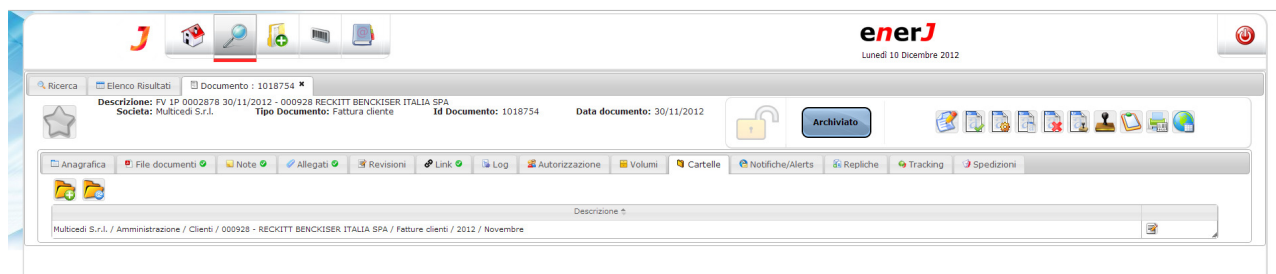 J
enerJ
Lunedì 10 Dicembre 2012
Ricerca Elenco Risultati Documento : 1018754 ×
Descrizione: FV 1P 0002878 30/11/2012 - 000928 RECKITT BENCKISER ITALIA SPA
Societa: Multicedi S.r.l. Tipo Documento: Fattura cliente Id Documento: 1018754 Data documento: 30/11/2012
Archiviato
Anagrafica File documenti Note Allegati Revisioni Link Log Autorizzazione Volumi Cartelle Notifiche/Alerts Repliche Tracking Spedizioni
Descrizione
Multicedi S.r.l. / Amministrazione / Clienti / 000928 - RECKITT BENCKISER ITALIA SPA / Fatture clienti / 2012 / Novembre